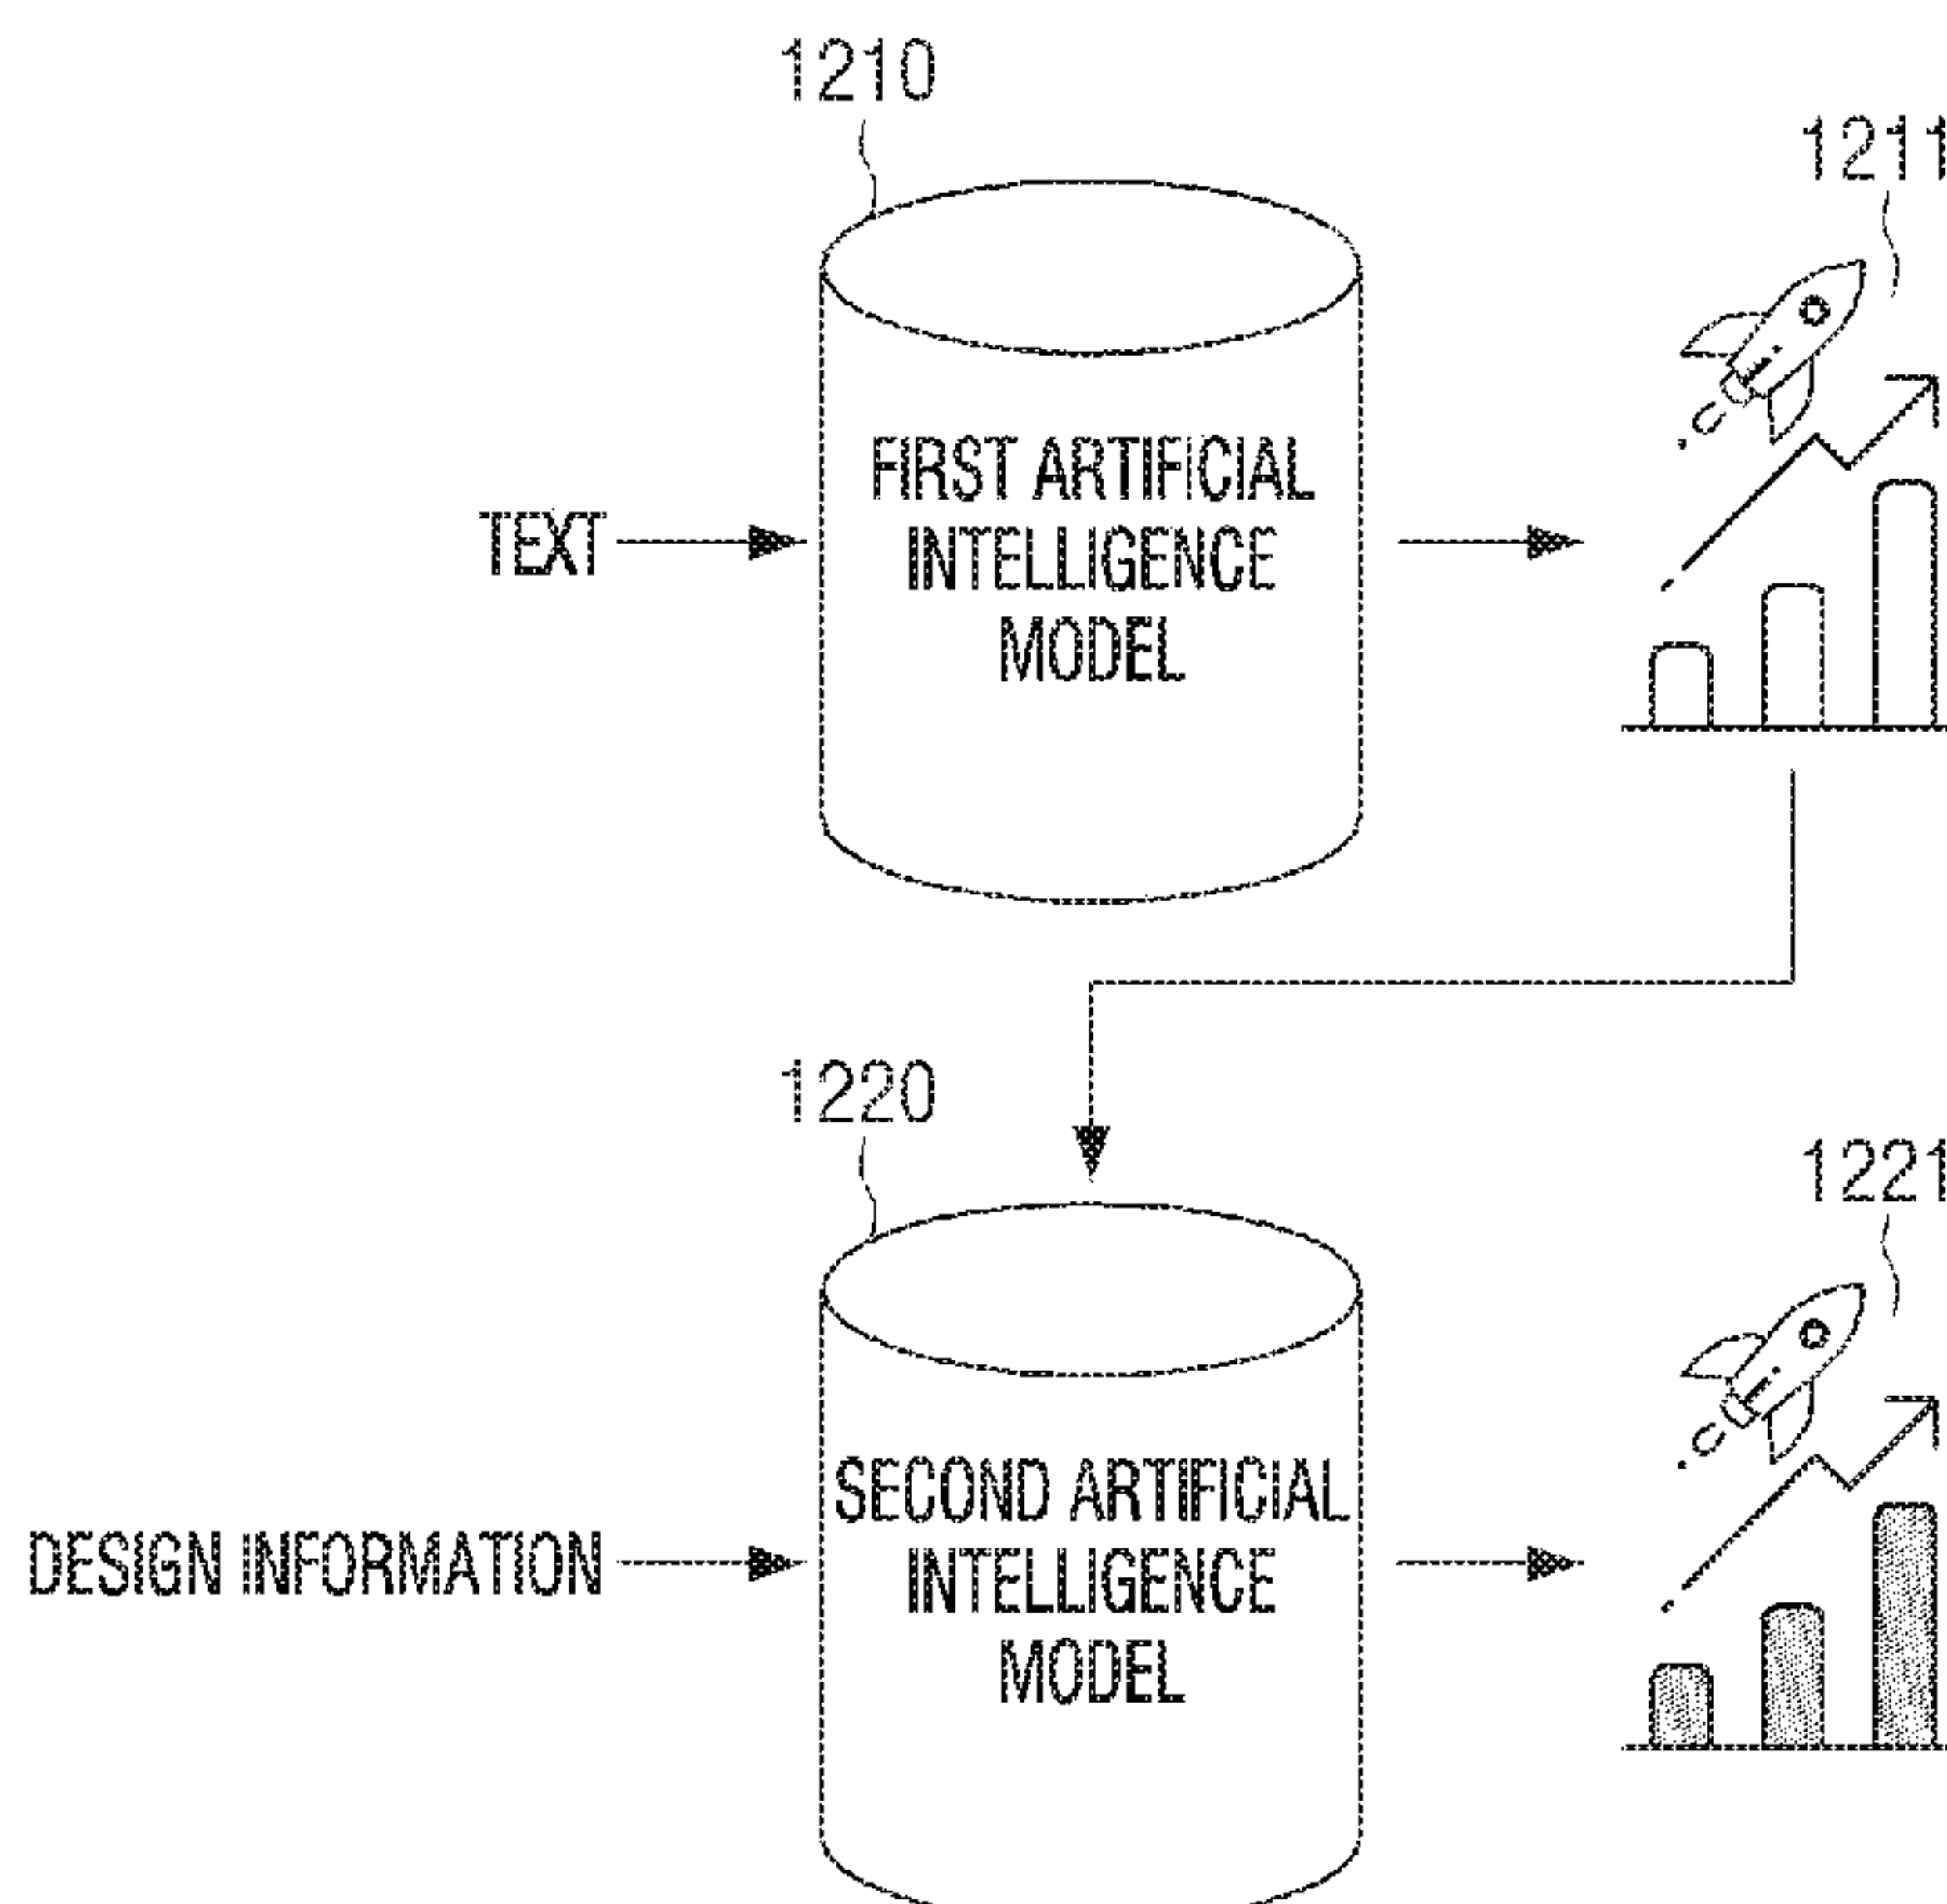 1210
1211
FIRST ARTIFICIAL
INTELLIGENCE
MODEL
TEXT
1220
1221
SECOND ARTIFICIAL
INTELLIGENCE
MODEL
DESIGN INFORMATION